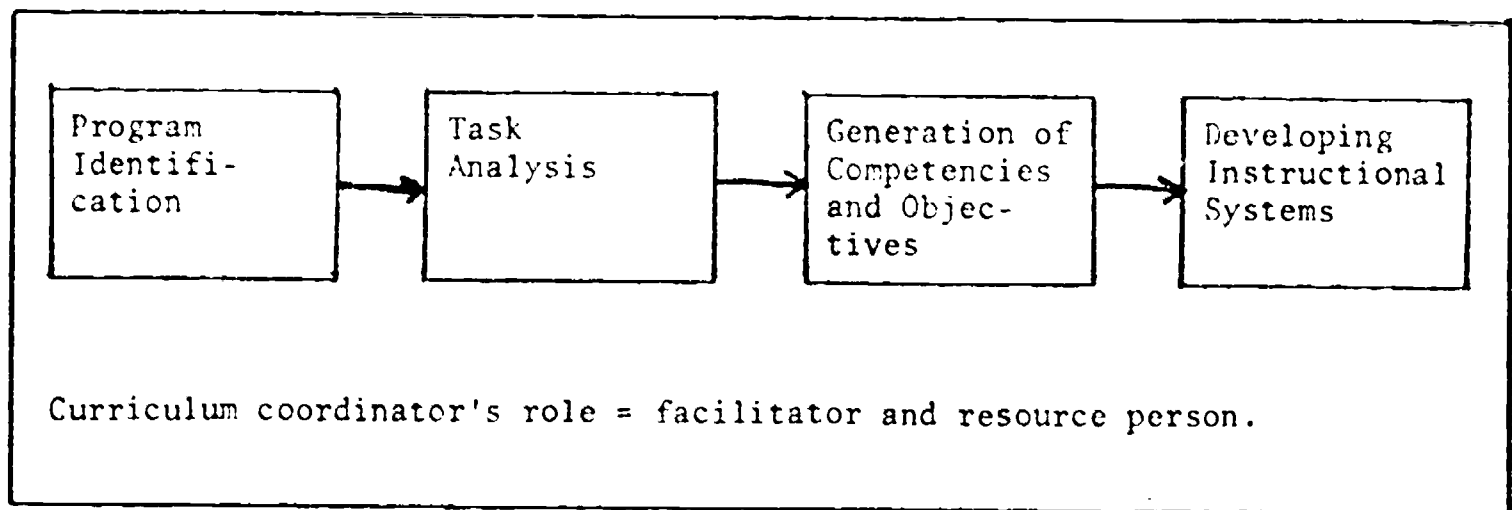 Program
Identifi-
cation
Task
Analysis
Generation of
Competencies
and Objec-
tives
Developing
Instructional
Systems
Curriculum coordinator's role = facilitator and resource person.